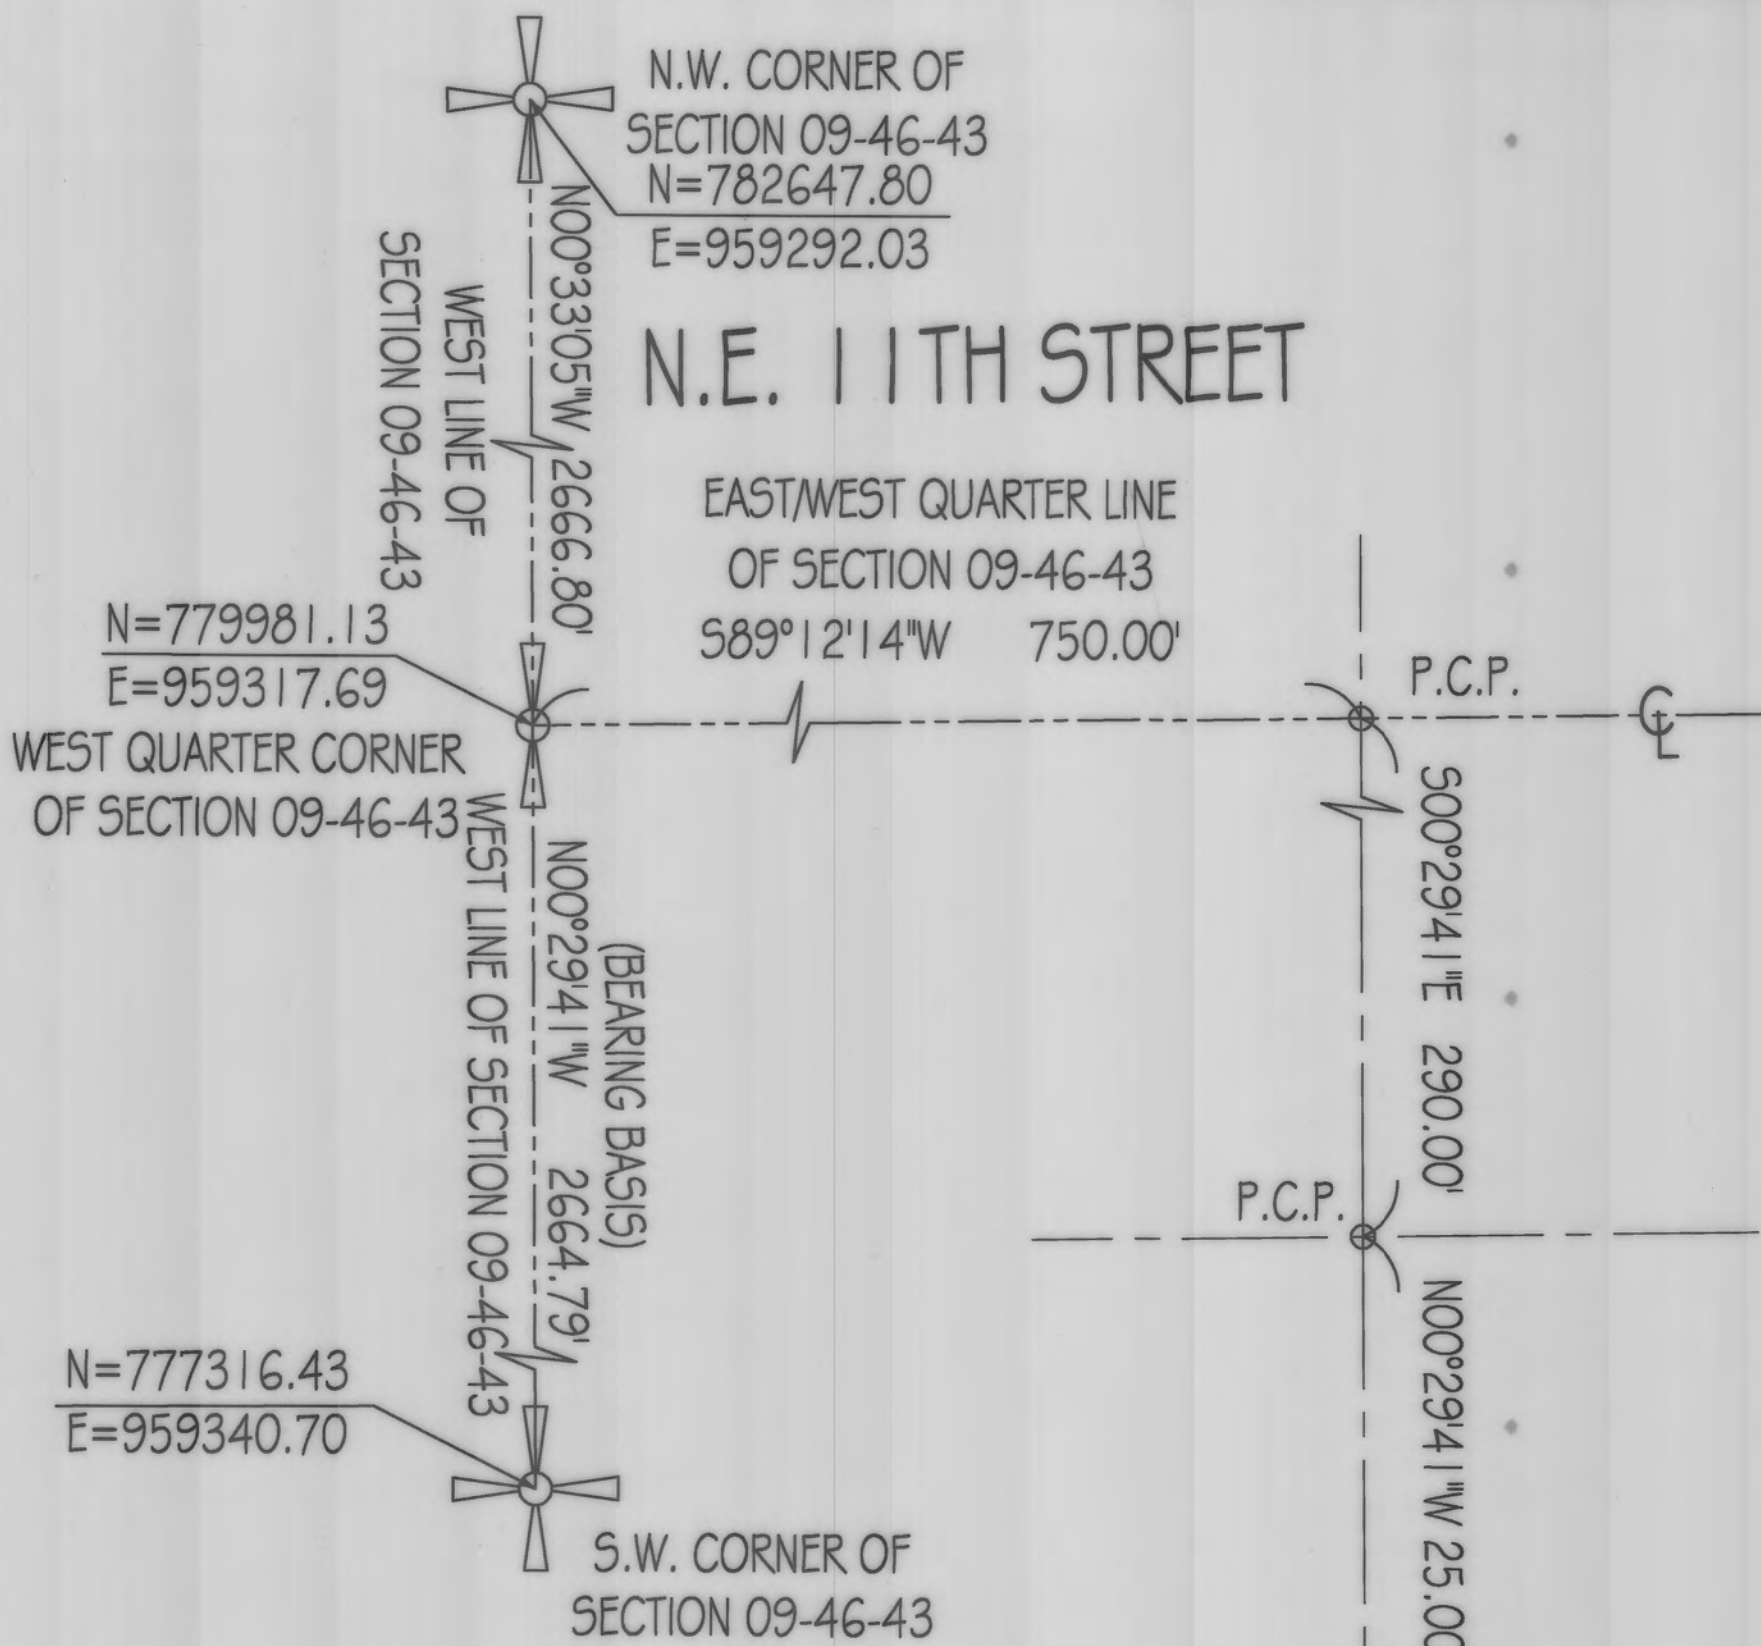 N.W. CORNER OF
SECTION 09-46-43
N=782647.80
E=959292.03
N00°33'05"W 2666.80'
WEST LINE OF
SECTION 09-46-43
N.E. 11TH STREET
EAST/WEST QUARTER LINE
OF SECTION 09-46-43
S89°12'14"W 750.00'
N=779981.13
E=959317.69
WEST QUARTER CORNER
OF SECTION 09-46-43
P.C.P.
CL
S00°29'41"E 290.00'
WEST LINE OF SECTION 09-46-43
N00°29'41"W 2664.79'
(BEARING BASIS)
P.C.P.
N00°29'41"W 25.00
N=777316.43
E=959340.70
S.W. CORNER OF
SECTION 09-46-43